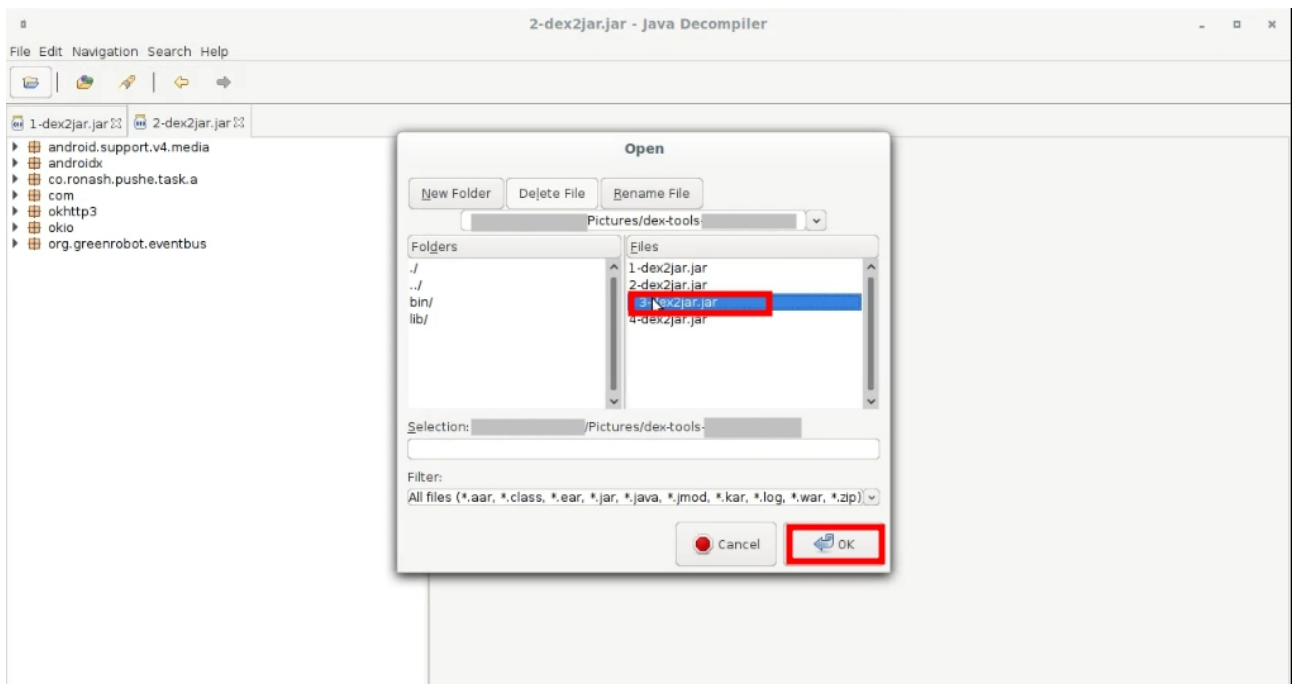 2-dex2jar.jar - Java Decompiler
File Edit Navigation Search Help
1-dex2jar.jar 2-dex2jar.jar
android.support.v4.media
androidx
co.ronash.pushe.task.a
com
okhttp3
okio
org.greenrobot.eventbus
Open
New Folder Delete File Rename File
Pictures/dex-tools-
Folders Files
./ 1-dex2jar.jar
../ 2-dex2jar.jar
bin/ 3-dex2jar.jar
lib/ 4-dex2jar.jar
Selection: /Pictures/dex-tools-
Filter:
All files (*.aar, *.class, *.ear, *.jar, *.java, *.jmod, *.kar, *.log, *.war, *.zip)
Cancel OK